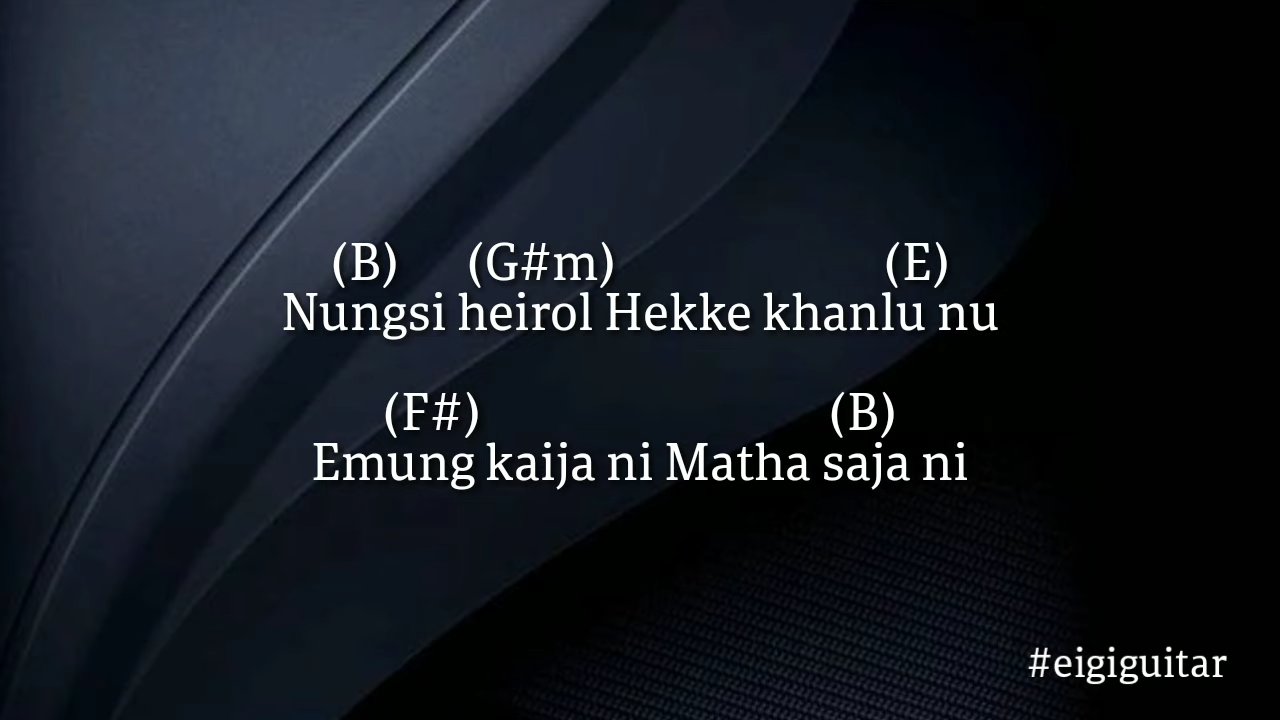 (B) (G#m) (E)
Nungsi heirol Hekke khanlu nu
(F#) (B)
Emung kaija ni Matha saja ni
#eigiguitar